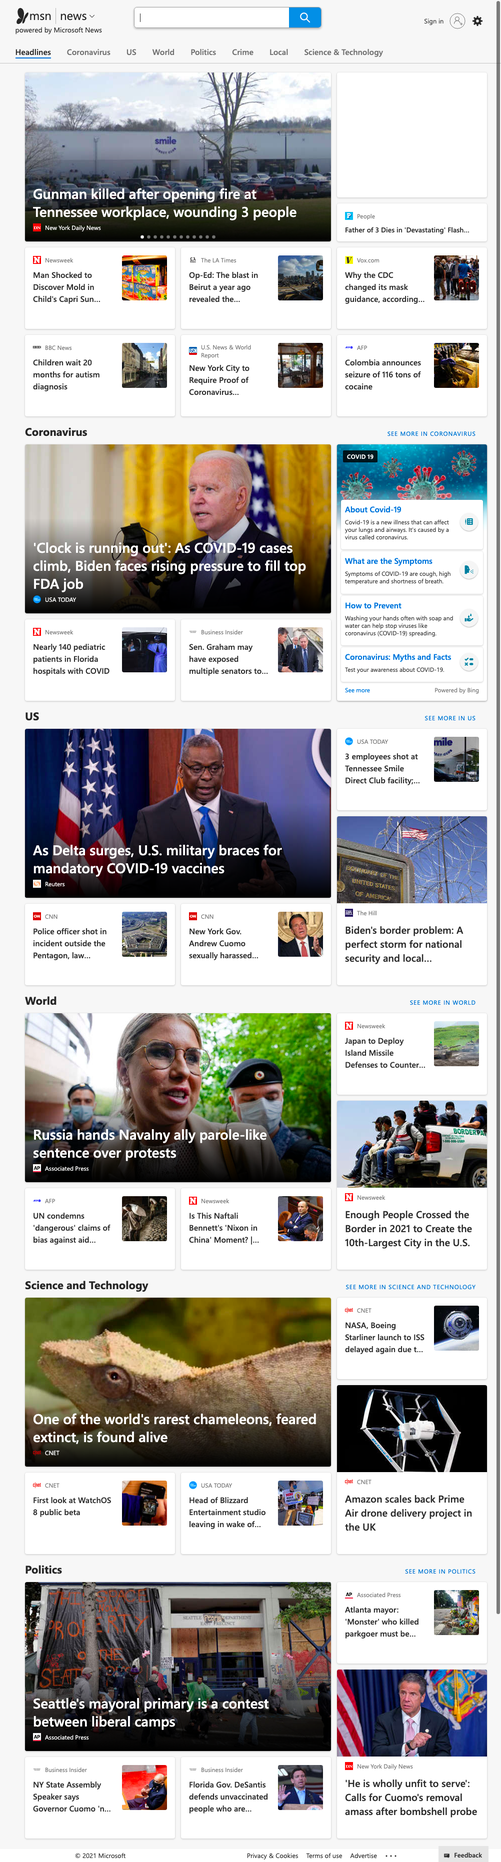 msn | news
powered by Microsoft News
Sign in
Headlines Coronavirus US World Politics Crime Local Science & Technology
smile
Gunman killed after opening fire at
Tennessee workplace, wounding 3 people
New York Daily News
People
Father of 3 Dies in 'Devastating' Flash...
Newsweek
Man Shocked to
Discover Mold in
Child's Capri Sun...
The LA Times
Op-Ed: The blast in
Beirut a year ago
revealed the...
Vox.com
Why the CDC
changed its mask
guidance, according...
BBC News
Children wait 20
months for autism
diagnosis
U.S. News & World
Report
New York City to
Require Proof of
Coronavirus...
AFP
Colombia announces
seizure of 116 tons of
cocaine
Coronavirus
SEE MORE IN CORONAVIRUS
'Clock is running out': As COVID-19 cases
climb, Biden faces rising pressure to fill top
FDA job
USA TODAY
COVID 19
About Covid-19
Covid-19 is a new illness that can affect
your lungs and airways. It's caused by a
virus called coronavirus.
What are the Symptoms
Symptoms of COVID-19 are cough, high
temperature and shortness of breath.
How to Prevent
Washing your hands often with soap and
water can help stop viruses like
coronavirus (COVID-19) spreading.
Coronavirus: Myths and Facts
Test your awareness about COVID-19.
See more
Powered by Bing
Newsweek
Nearly 140 pediatric
patients in Florida
hospitals with COVID
Business Insider
Sen. Graham may
have exposed
multiple senators to...
US
SEE MORE IN US
As Delta surges, U.S. military braces for
mandatory COVID-19 vaccines
Reuters
USA TODAY
3 employees shot at
Tennessee Smile
Direct Club facility;...
mile
The Hill
Biden's border problem: A
perfect storm for national
security and local...
CNN
Police officer shot in
incident outside the
Pentagon, law...
CNN
New York Gov.
Andrew Cuomo
sexually harassed...
World
SEE MORE IN WORLD
Russia hands Navalny ally parole-like
sentence over protests
Associated Press
Newsweek
Japan to Deploy
Island Missile
Defenses to Counter...
BORDER PA
Newsweek
Enough People Crossed the
Border in 2021 to Create the
10th-Largest City in the U.S.
AFP
UN condemns
'dangerous' claims of
bias against aid...
Newsweek
Is This Naftali
Bennett's 'Nixon in
China' Moment? |...
Science and Technology
SEE MORE IN SCIENCE AND TECHNOLOGY
One of the world's rarest chameleons, feared
extinct, is found alive
CNET
CNET
NASA, Boeing
Starliner launch to ISS
delayed again due t...
CNET
Amazon scales back Prime
Air drone delivery project in
the UK
CNET
First look at WatchOS
8 public beta
USA TODAY
Head of Blizzard
Entertainment studio
leaving in wake of...
Politics
SEE MORE IN POLITICS
Seattle's mayoral primary is a contest
between liberal camps
Associated Press
Associated Press
Atlanta mayor:
'Monster' who killed
parkgoer must be...
New York Daily News
'He is wholly unfit to serve':
Calls for Cuomo's removal
amass after bombshell probe
Business Insider
NY State Assembly
Speaker says
Governor Cuomo 'n...
Business Insider
Florida Gov. DeSantis
defends unvaccinated
people who are...
© 2021 Microsoft
Privacy & Cookies Terms of use Advertise ...
Feedback